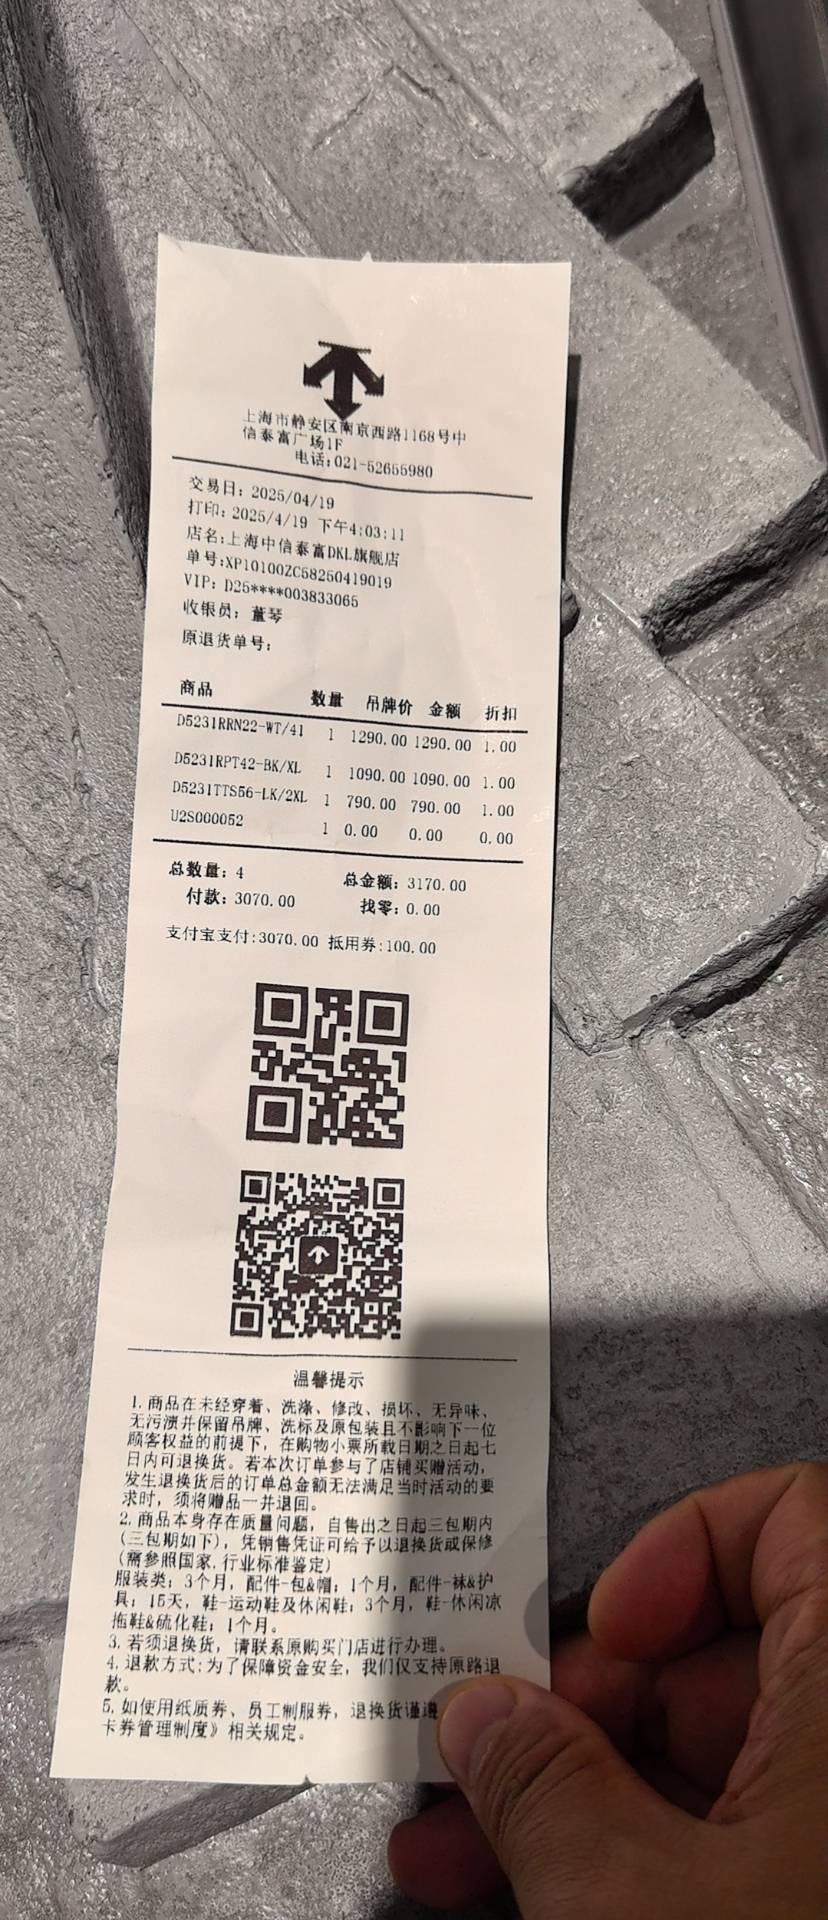 上海市静安区南京西路1168号中
信泰富广场1F
电话:021-52655980
交易日: 2025/04/19
打印: 2025/4/19 下午4:03:11
店名:上海中信泰富DKL旗舰店
单号:XP10100ZC58250419019
VIP: D25****003833065
收银员: 董琴
原退货单号:
商品 数量 吊牌价 金额 折扣
D5231RRN22-WT/41 1 1290.00 1290.00 1.00
D5231RPT42-BK/XL 1 1090.00 1090.00 1.00
D5231TTS56-LK/2XL 1 790.00 790.00 1.00
U2S000052 1 0.00 0.00 0.00
总数量: 4 总金额: 3170.00
付款: 3070.00 找零: 0.00
支付宝支付:3070.00 抵用券:100.00
温馨提示
1. 商品在未经穿着、洗涤、修改、损坏、无异味、
无污渍并保留吊牌、洗标及原包装且不影响下一位
顾客权益的前提下，在购物小票所载日期之日起七
日内可退换货。若本次订单参与了店铺买赠活动，
发生退换货后的订单总金额无法满足当时活动的要
求时，须将赠品一并退回。
2. 商品本身存在质量问题，自售出之日起三包期内
(三包期如下)，凭销售凭证可给予以退换货或保修
(需参照国家.行业标准鉴定)
服装类: 3个月，配件-包&帽: 1个月，配件-袜&护
具: 15天，鞋-运动鞋及休闲鞋: 3个月，鞋-休闲凉
拖鞋&硫化鞋: 1个月。
3. 若须退换货，请联系原购买门店进行办理。
4. 退款方式:为了保障资金安全，我们仅支持原路退
款。
5. 如使用纸质券、员工制服券，退换货谨遵
卡券管理制度》相关规定。